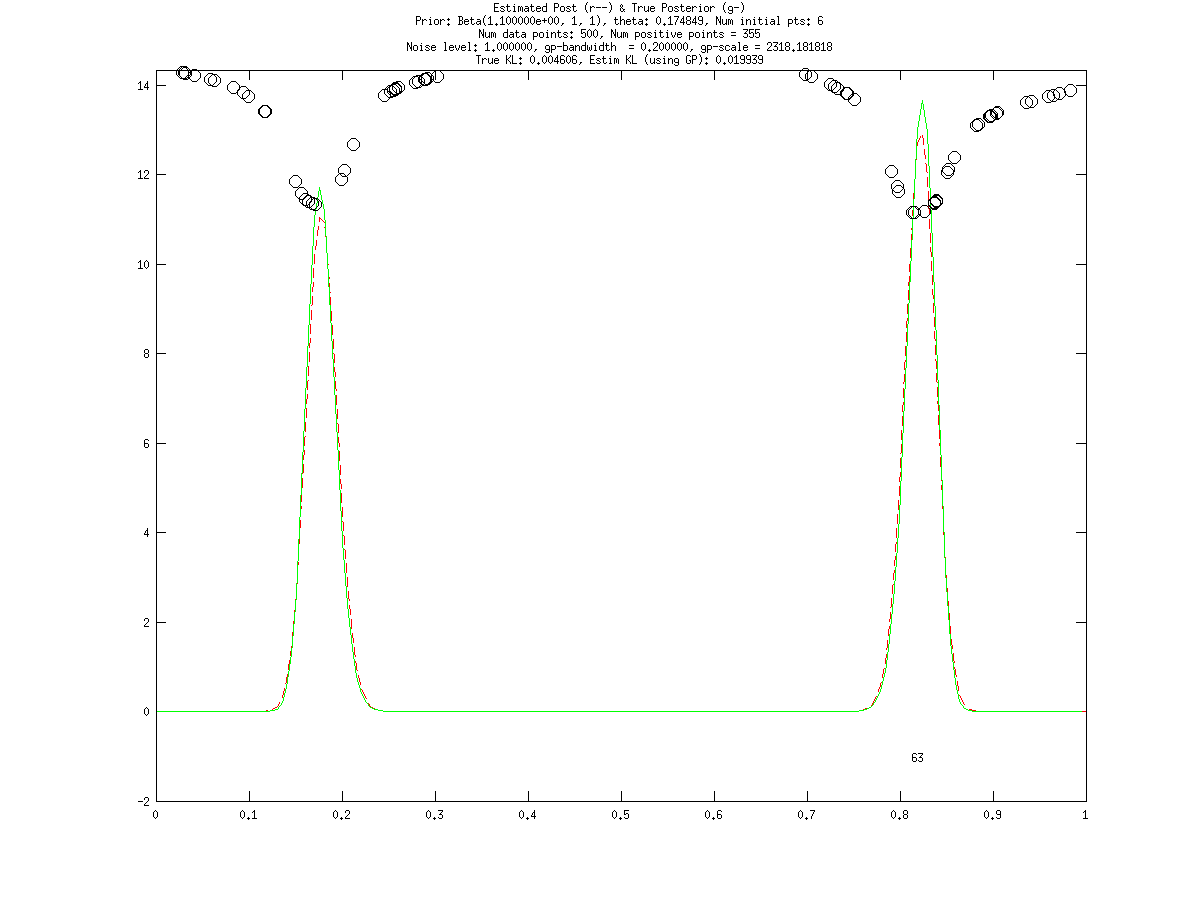 Estimated Post (r--) & True Posterior (g-)
Prior: Beta(1.100000e+00, 1, 1), theta: 0.174849, Num initial pts: 6
Num data points: 500, Num positive points = 355
Noise level: 1.000000, gp-bandwidth  = 0.200000, gp-scale = 2318.181818
True KL: 0.004606, Estim KL (using GP): 0.019939
14
12
10
8
6
4
2
0
63
-2
0 0.1 0.2 0.3 0.4 0.5 0.6 0.7 0.8 0.9 1